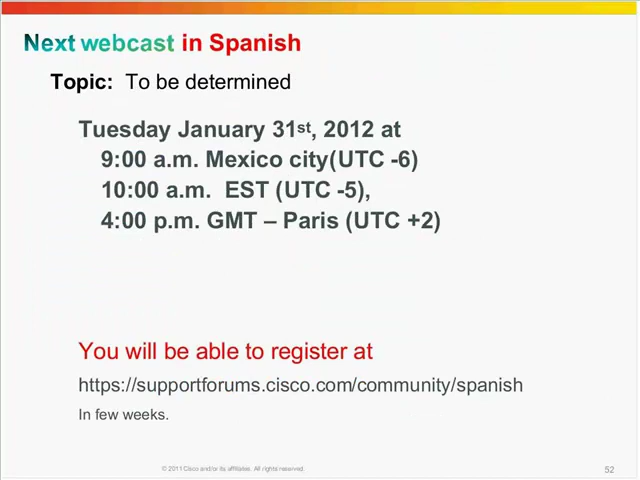 Next webcast in Spanish
Topic: To be determined
Tuesday January 31st, 2012 at
9:00 a.m. Mexico city(UTC -6)
10:00 a.m. EST (UTC -5),
4:00 p.m. GMT – Paris (UTC +2)
You will be able to register at
https://supportforums.cisco.com/community/spanish
In few weeks.
© 2011 Cisco and/or its affiliates. All rights reserved.
52